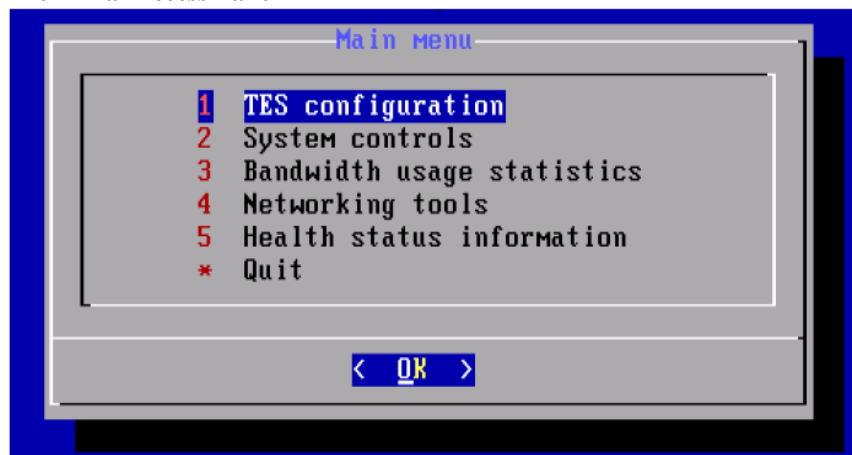 Main menu
1 TES configuration
2 System controls
3 Bandwidth usage statistics
4 Networking tools
5 Health status information
* Quit
< OK >